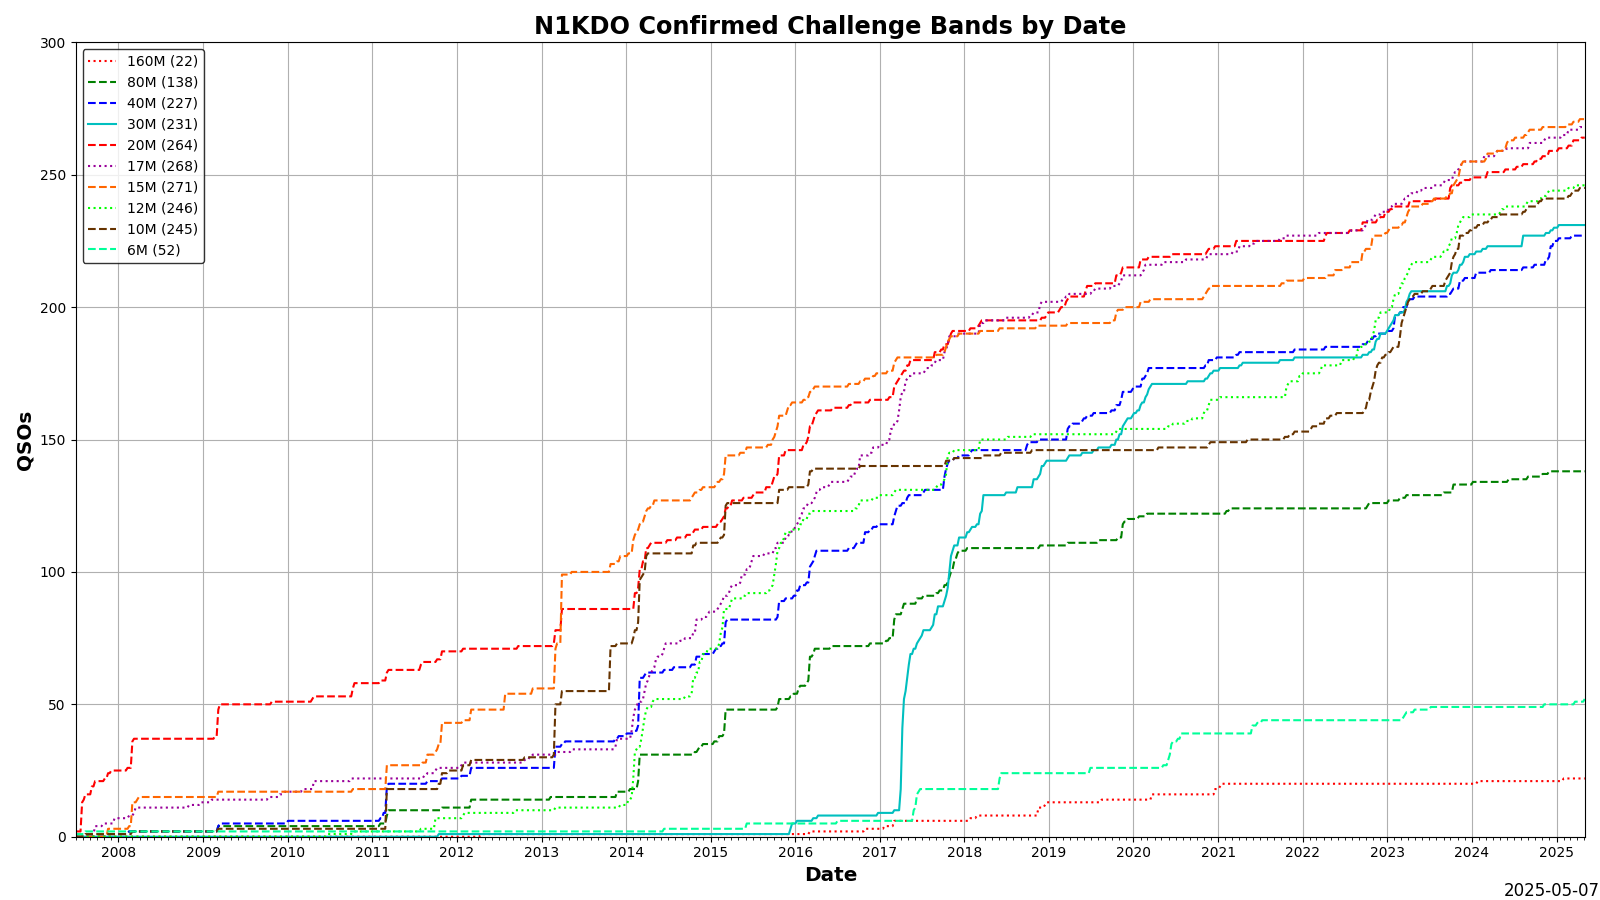 N1KDO Confirmed Challenge Bands by Date
300
250
200
150
100
50
0
QSOs
160M (22)
80M (138)
40M (227)
30M (231)
20M (264)
17M (268)
15M (271)
12M (246)
10M (245)
6M (52)
2008 2009 2010 2011 2012 2013 2014 2015 2016 2017 2018 2019 2020 2021 2022 2023 2024 2025
Date
2025-05-07